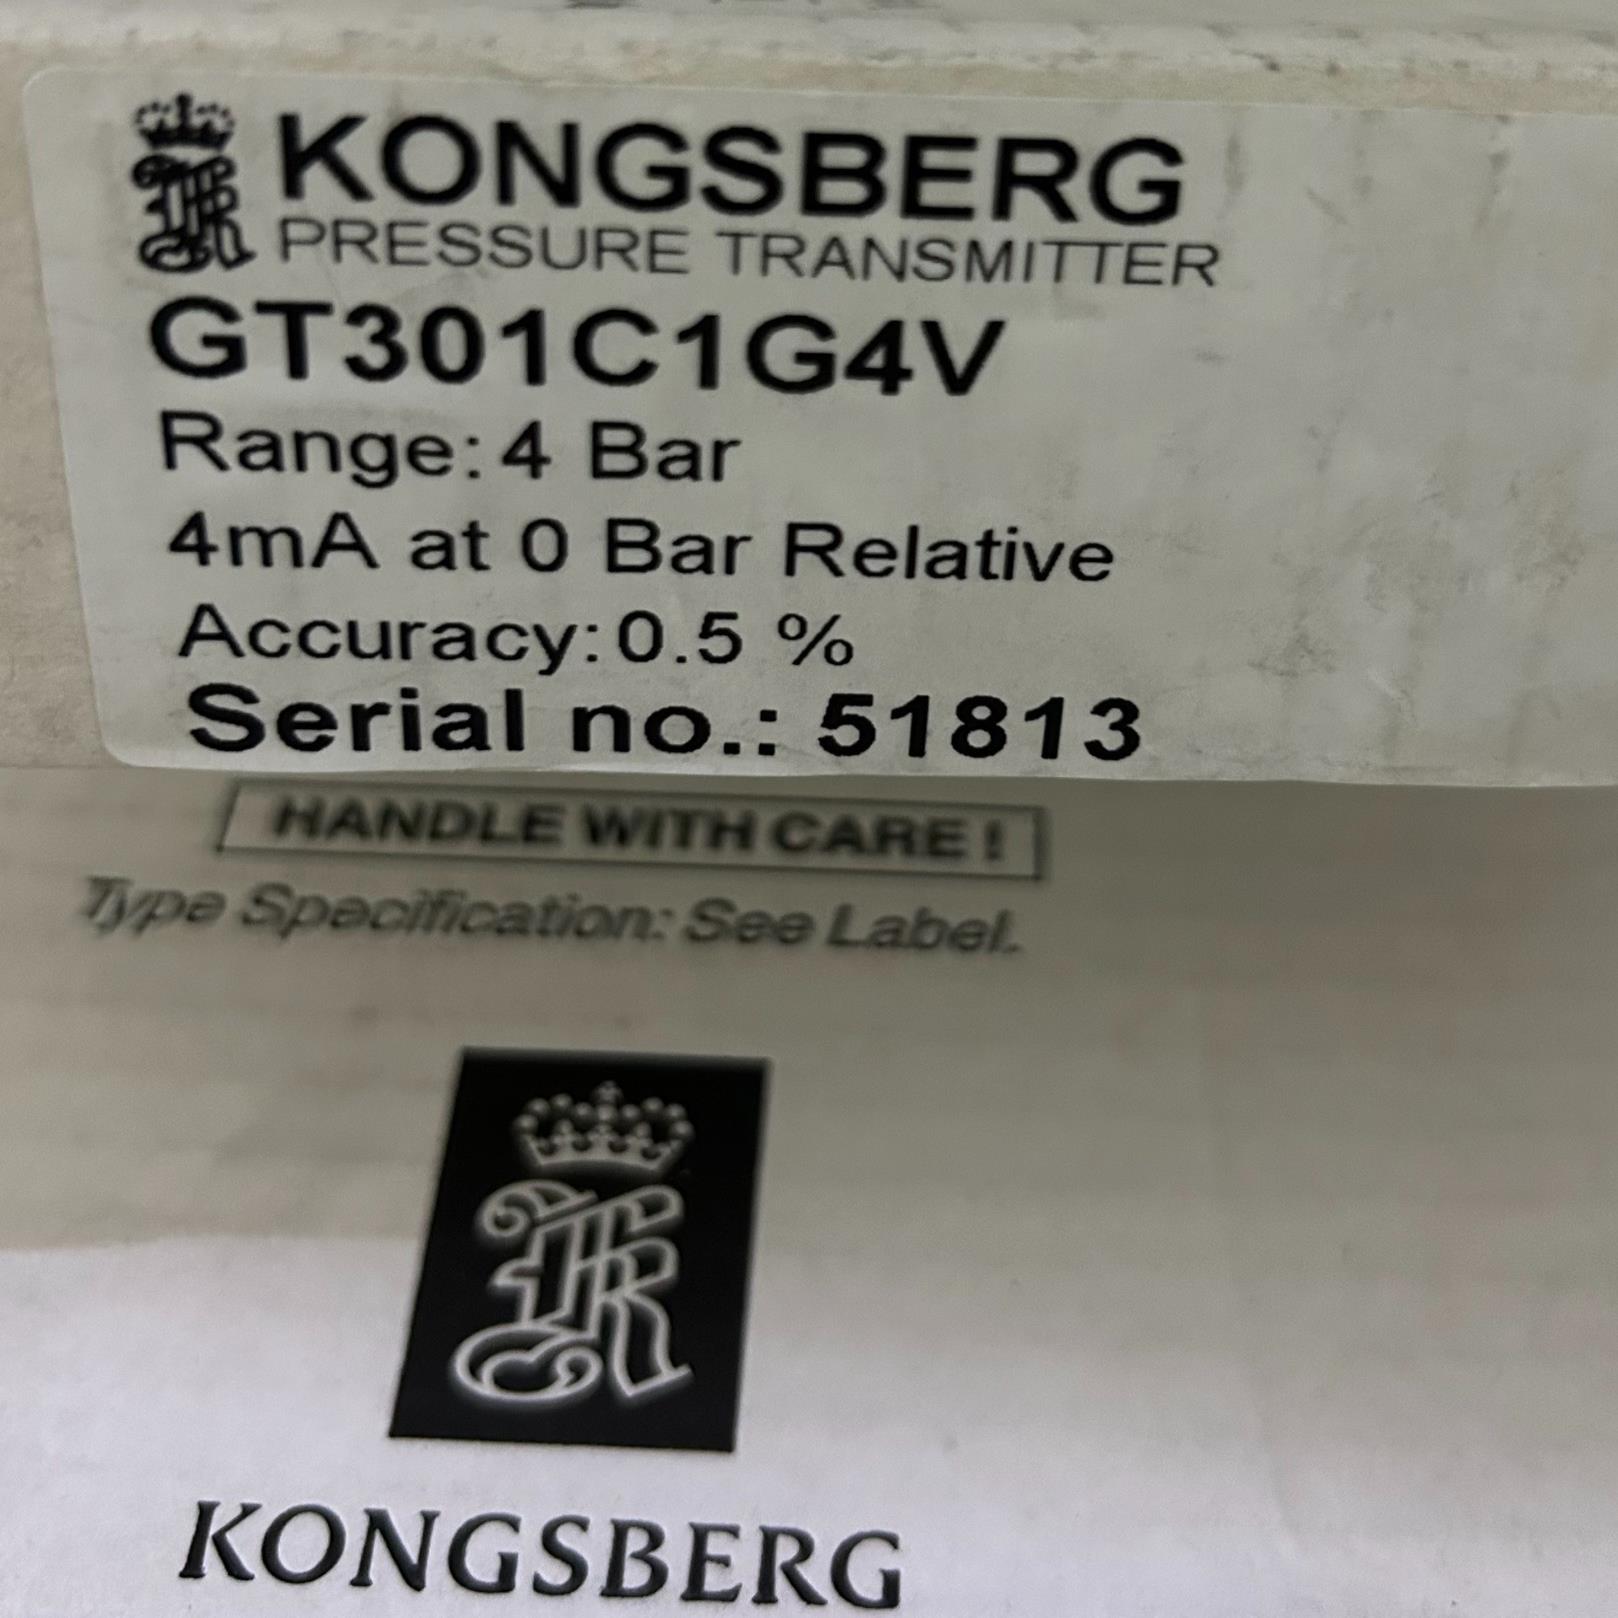 KONGSBERG
PRESSURE TRANSMITTER
GT301C1G4V
Range: 4 Bar
4mA at 0 Bar Relative
Accuracy: 0.5 %
Serial no.: 51813
HANDLE WITH CARE !
Type Specification: See Label.
KONGSBERG